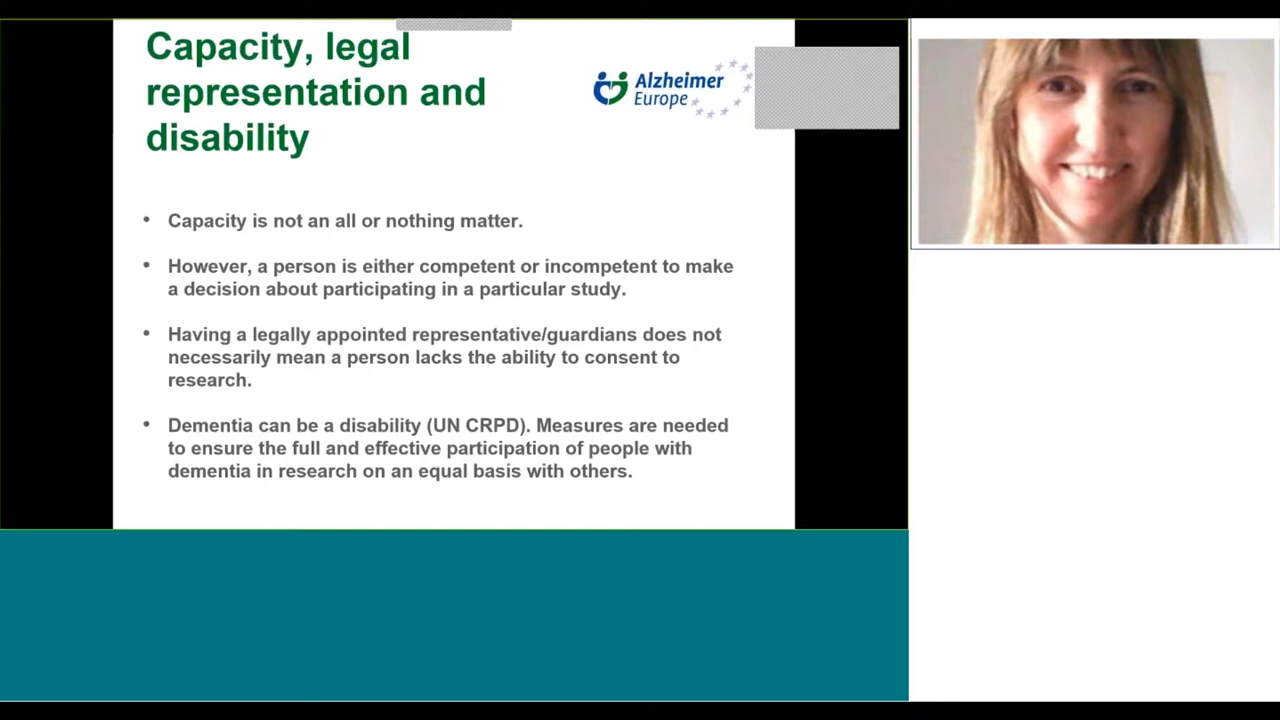 Capacity, legal
representation and
disability
Alzheimer
Europe
• Capacity is not an all or nothing matter.
• However, a person is either competent or incompetent to make
a decision about participating in a particular study.
• Having a legally appointed representative/guardians does not
necessarily mean a person lacks the ability to consent to
research.
• Dementia can be a disability (UN CRPD). Measures are needed
to ensure the full and effective participation of people with
dementia in research on an equal basis with others.